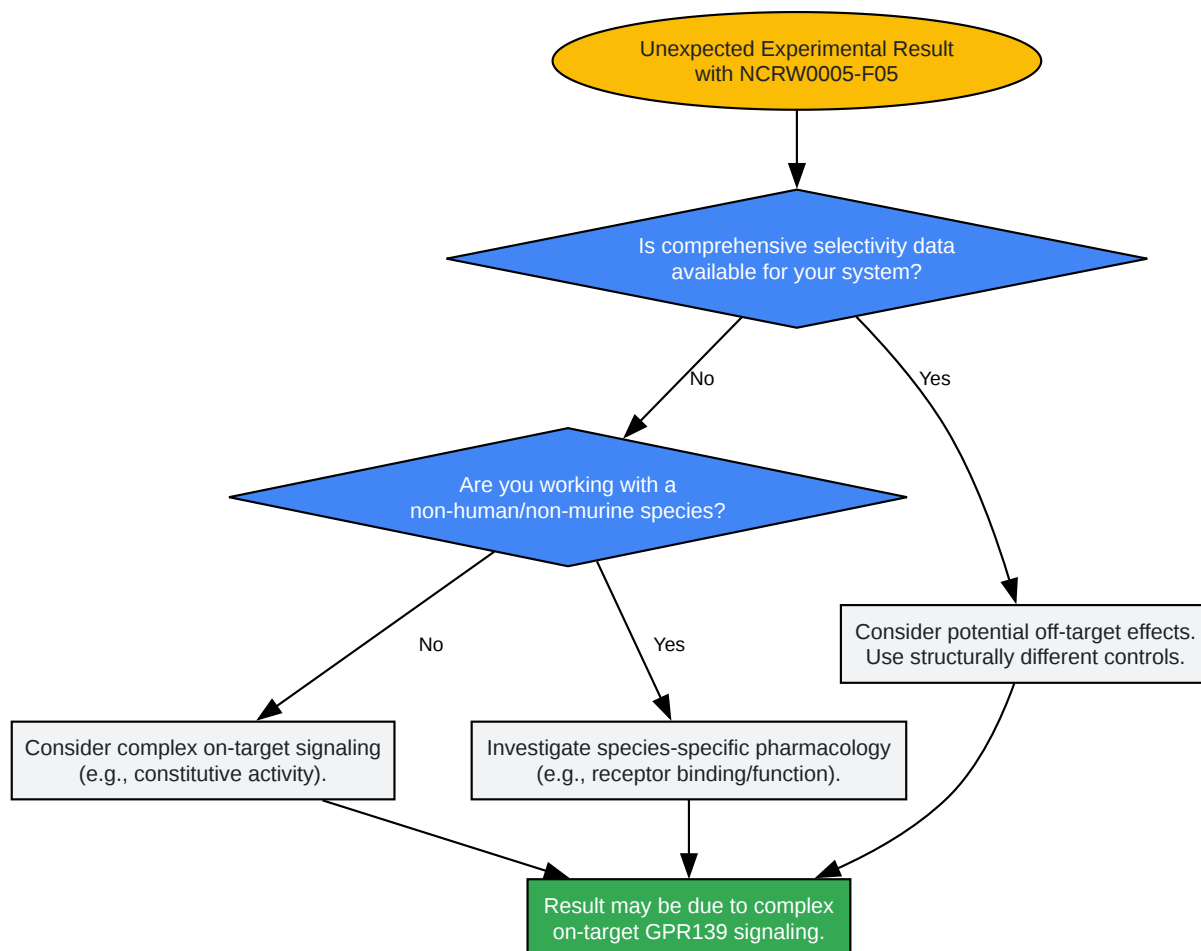 Unexpected Experimental Result
with NCRW0005-F05
Is comprehensive selectivity data
available for your system?
No
Yes
Are you working with a
non-human/non-murine species?
No
Yes
Consider potential off-target effects.
Use structurally different controls.
Consider complex on-target signaling
(e.g., constitutive activity).
Investigate species-specific pharmacology
(e.g., receptor binding/function).
Result may be due to complex
on-target GPR139 signaling.